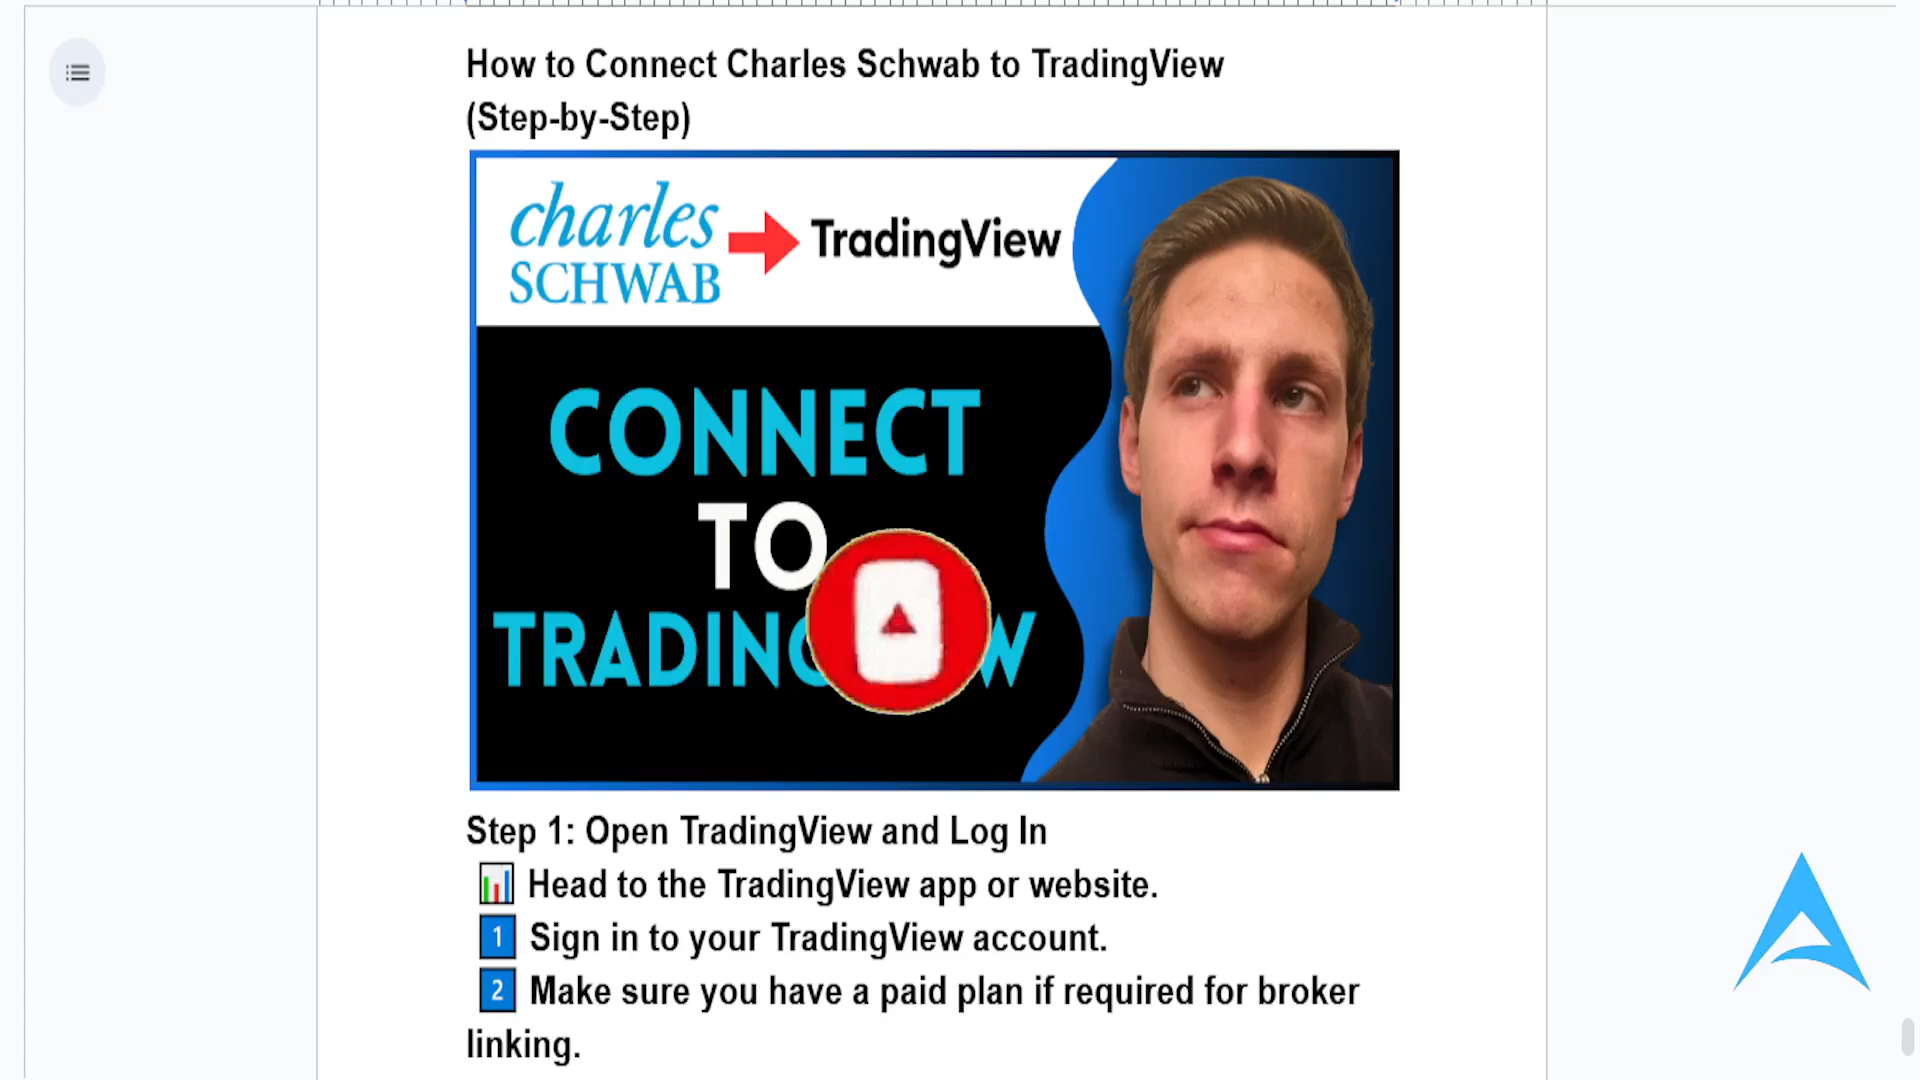 How to Connect Charles Schwab to TradingView
(Step-by-Step)
charles
SCHWAB
TradingView
CONNECT
TO
Step 1: Open TradingView and Log In
Head to the TradingView app or website.
1 Sign in to your TradingView account.
2 Make sure you have a paid plan if required for broker
linking.